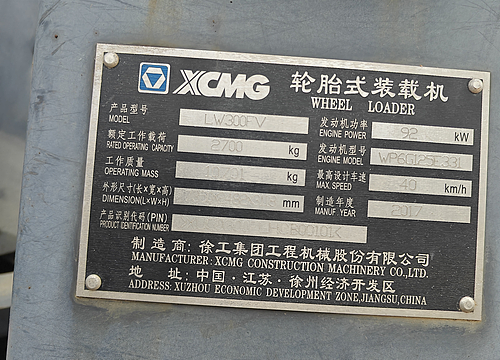 XCMG 轮胎式装载机
WHEEL LOADER
产品型号 LW300FV 发动机功率 92 kW
MODEL ENGINE POWER
额定工作载荷 2700 kg 发动机型号
RATED OPERATING CAPACITY ENGINE MODEL WP6G125E331
工作质量 kg 最高设计车速 40 km/h
OPERATING MASS MAX. SPEED
外形尺寸(长×宽×高) mm 制造年月 2017
DIMENSION(L×W×H) MANUF YEAR
产品识别代码(PIN)
PRODUCT IDENTIFICATION NUMBER
制造商:徐工集团工程机械股份有限公司
MANUFACTURER: XCMG CONSTRUCTION MACHINERY CO.,LTD.
地 址:中国·江苏·徐州经济开发区
ADDRESS: XUZHOU ECONOMIC DEVELOPMENT ZONE,JIANGSU,CHINA